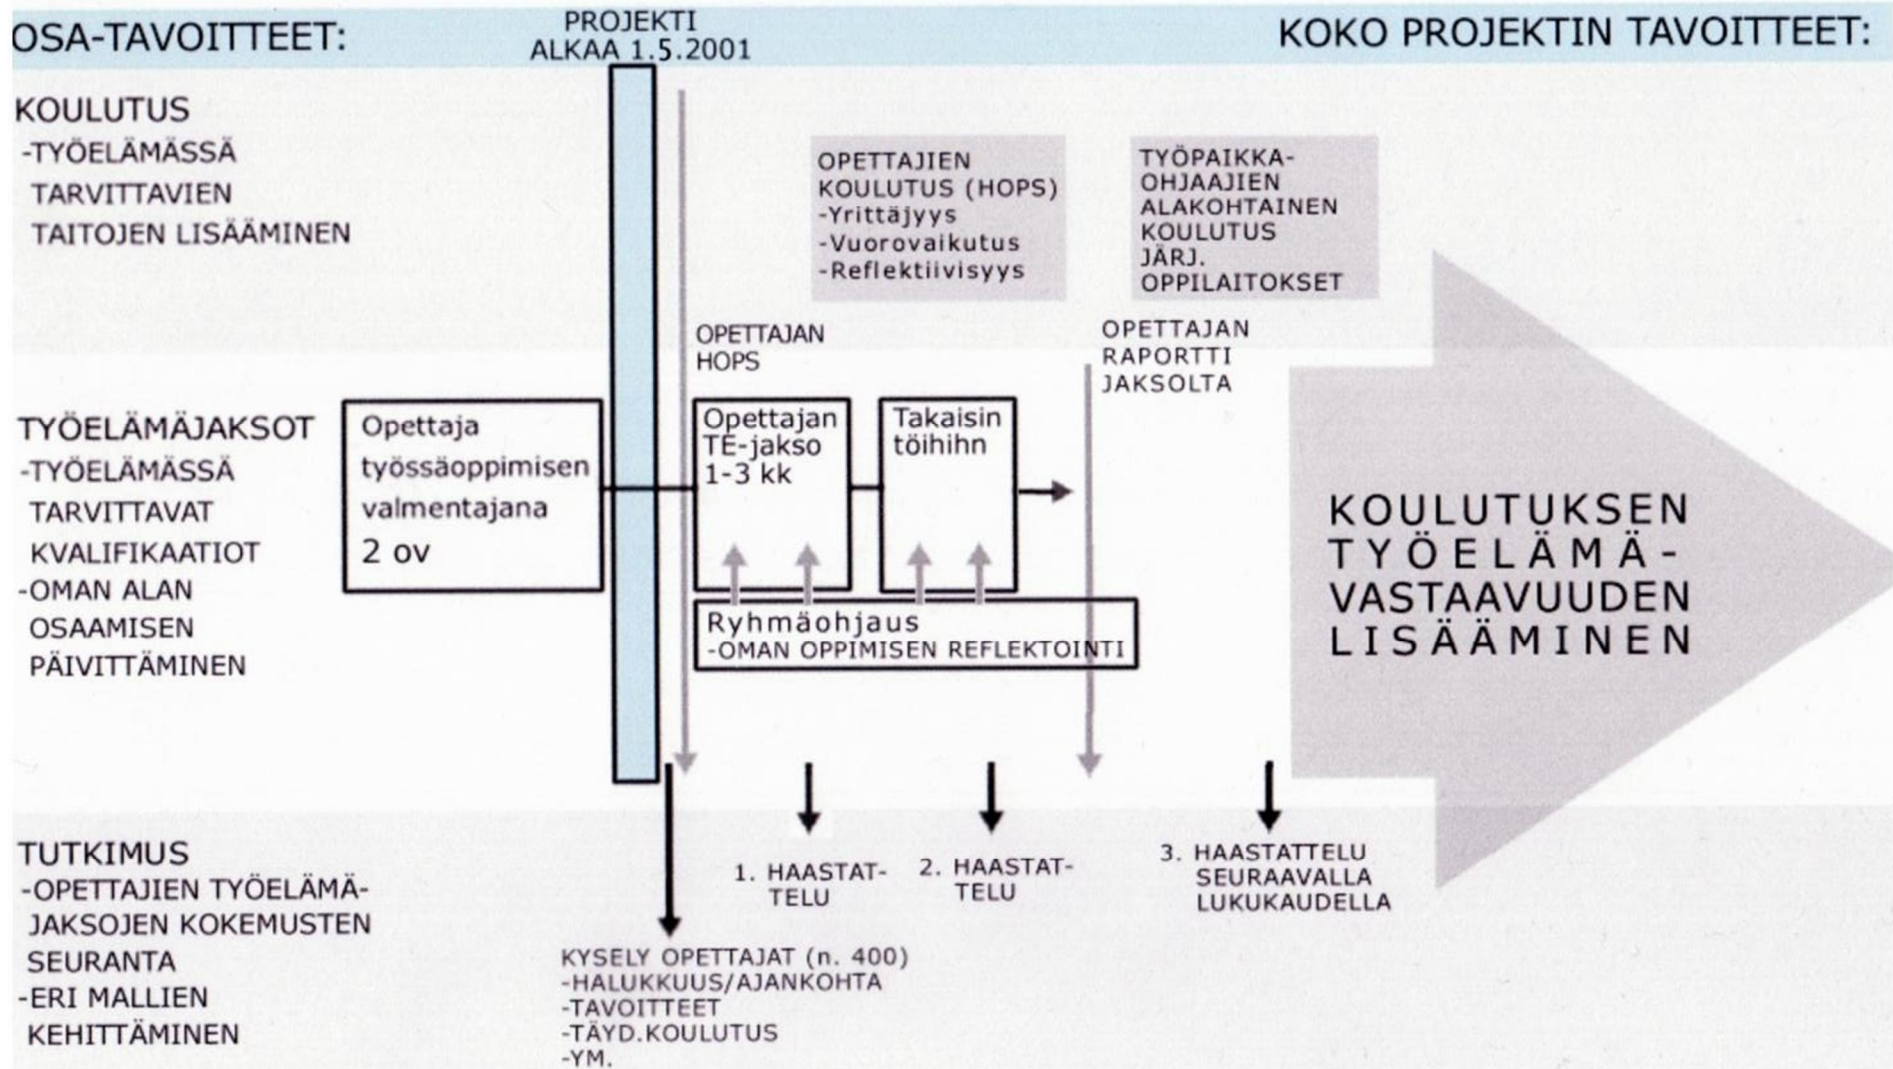 OSA-TAVOITTEET:
PROJEKTI
ALKAA 1.5.2001
KOKO PROJEKTIN TAVOITTEET:
KOULUTUS
-TYÖELÄMÄSSÄ
TARVITTAVIEN
TAITOJEN LISÄÄMINEN
OPETTAJIEN
KOULUTUS (HOPS)
-Yrittäjyys
-Vuorovaikutus
-Reflektiivisyys
TYÖPAIKKA-
OHJAAJIEN
ALAKOHTAINEN
KOULUTUS
JÄRJ.
OPPILAITOKSET
OPETTAJAN
HOPS
OPETTAJAN
RAPORTTI
JAKSOLTA
TYÖELÄMÄJAKSOT
-TYÖELÄMÄSSÄ
TARVITTAVAT
KVALIFIKAATIOT
-OMAN ALAN
OSAAMISEN
PÄIVITTÄMINEN
Opettaja
työssäoppimisen
valmentajana
2 ov
Opettajan
TE-jakso
1-3 kk
Takaisin
töihihn
Ryhmäohjaus
-OMAN OPPIMISEN REFLEKTOINTI
KOULUTUKSEN
TYÖELÄMÄ-
VASTAAVUUDEN
LISÄÄMINEN
TUTKIMUS
-OPETTAJIEN TYÖELÄMÄ-
JAKSOJEN KOKEMUSTEN
SEURANTA
-ERI MALLIEN
KEHITTÄMINEN
1. HAASTAT-
TELU
2. HAASTAT-
TELU
3. HAASTATTELU
SEURAAVALLA
LUKUKAUDELLA
KYSELY OPETTAJAT (n. 400)
-HALUKKUUS/AJANKOHTA
-TAVOITTEET
-TÄYD.KOULUTUS
-YM.